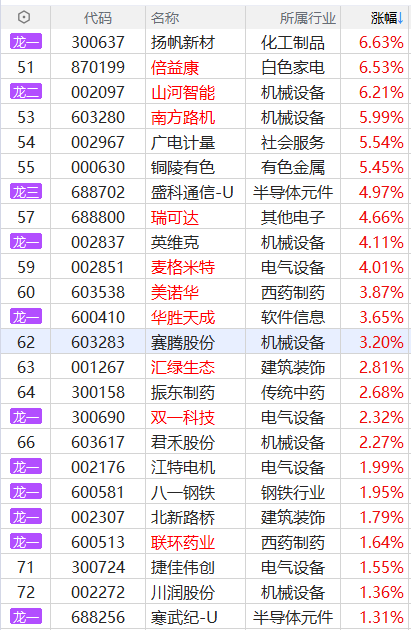 代码 名称 所属行业 涨幅↓
龙一 300637 扬帆新材 化工制品 6.63%
51 870199 倍益康 白色家电 6.53%
龙二 002097 山河智能 机械设备 6.21%
53 603280 南方路机 机械设备 5.99%
54 002967 广电计量 社会服务 5.54%
55 000630 铜陵有色 有色金属 5.45%
龙三 688702 盛科通信-U 半导体元件 4.97%
57 688800 瑞可达 其他电子 4.66%
龙一 002837 英维克 机械设备 4.11%
59 002851 麦格米特 电气设备 4.01%
60 603538 美诺华 西药制药 3.87%
龙一 600410 华胜天成 软件信息 3.65%
62 603283 赛腾股份 机械设备 3.20%
63 001267 汇绿生态 建筑装饰 2.81%
64 300158 振东制药 传统中药 2.68%
龙一 300690 双一科技 电气设备 2.32%
66 603617 君禾股份 机械设备 2.27%
龙一 002176 江特电机 电气设备 1.99%
龙一 600581 八一钢铁 钢铁行业 1.95%
龙一 002307 北新路桥 建筑装饰 1.79%
龙一 600513 联环药业 西药制药 1.64%
71 300724 捷佳伟创 电气设备 1.55%
72 002272 川润股份 机械设备 1.36%
龙一 688256 寒武纪-U 半导体元件 1.31%